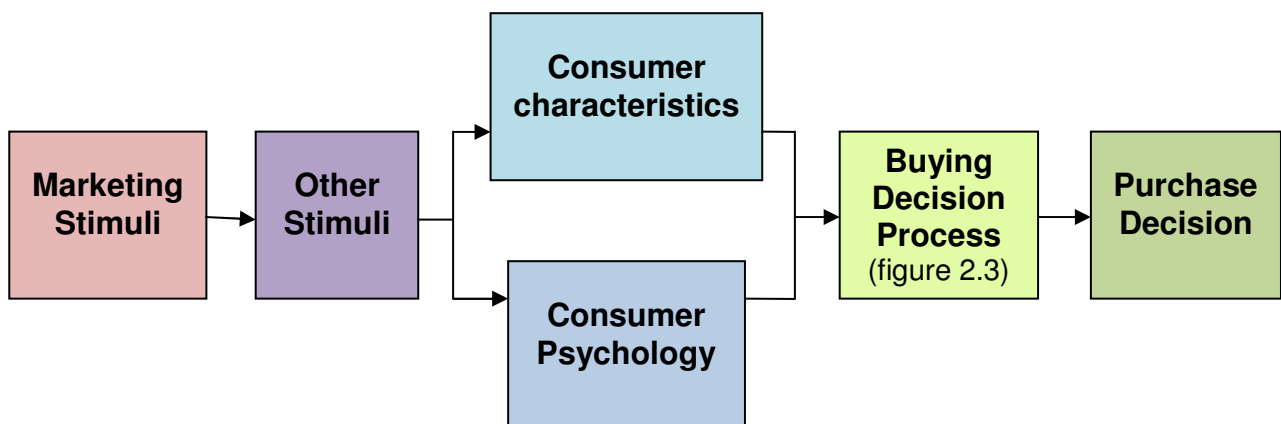 Marketing
Stimuli
Other
Stimuli
Consumer
characteristics
Consumer
Psychology
Buying
Decision
Process
(figure 2.3)
Purchase
Decision